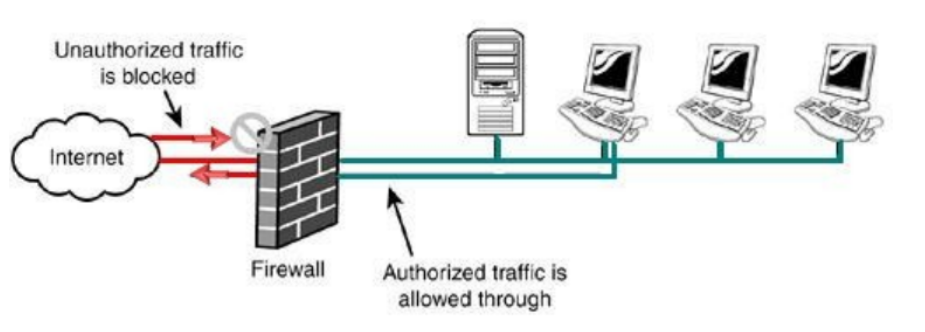 Unauthorized traffic
is blocked
Internet
Firewall
Authorized traffic is
allowed through